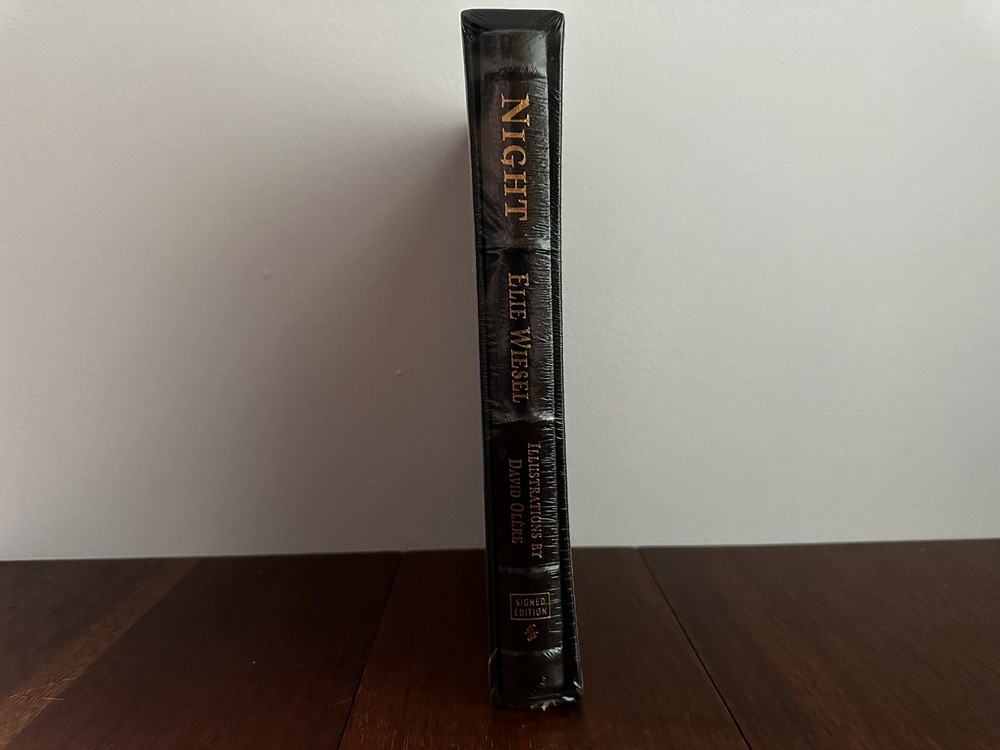 NIGHT
ELIE WIESEL
ILLUSTRATIONS BY
DAVID OLÈRE
SIGNED
EDITION